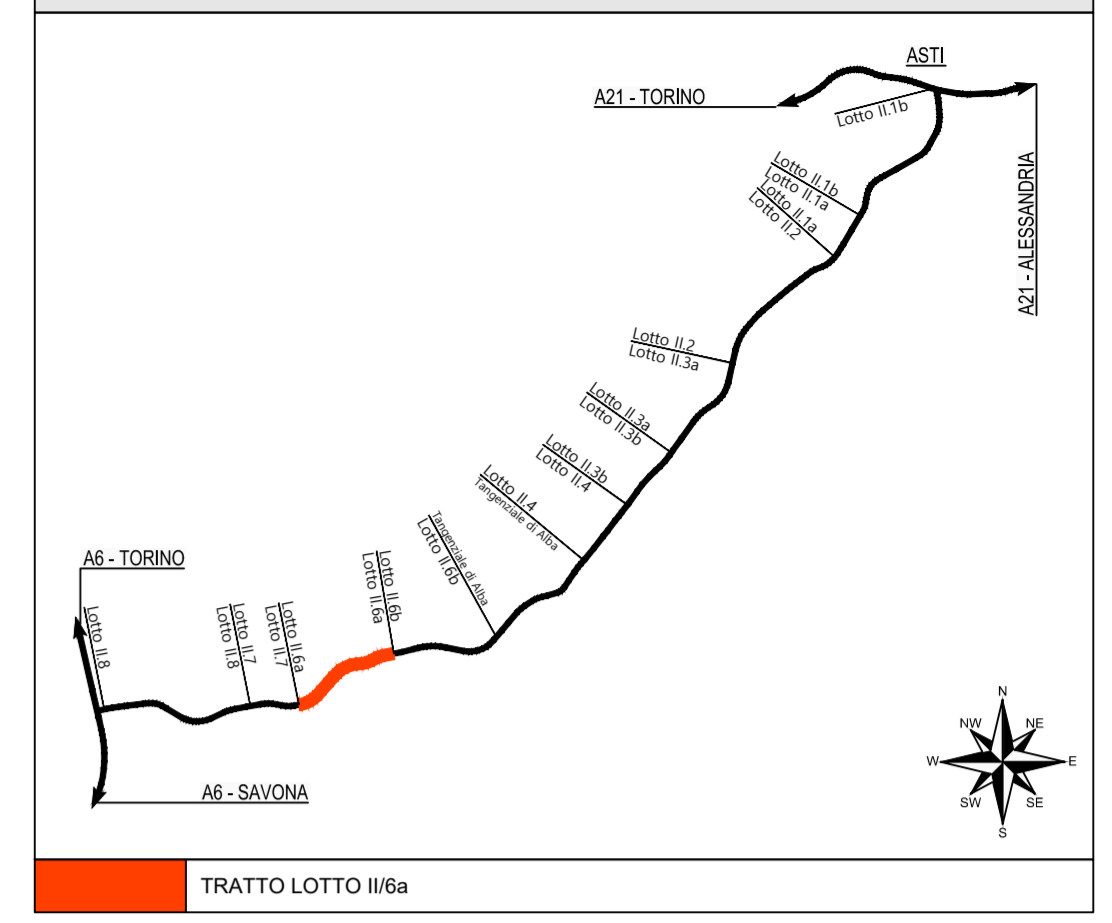 ASTI
A21 - TORINO
Lotto II.1b
A21 - ALESSANDRIA
Lotto II.1b
Lotto II.1a
Lotto II.1a
Lotto II.2
Lotto II.2
Lotto II.3a
Lotto II.3a
Lotto II.3b
Lotto II.3b
Lotto II.4
Lotto II.4
Tangenziale di Alba
Tangenziale di Alba
Lotto II.6b
Lotto II.6b
Lotto II.6a
Lotto II.6a
Lotto II.7
Lotto II.7
Lotto II.8
Lotto II.8
A6 - TORINO
A6 - SAVONA
N
NW
NE
W
E
SW
SE
S
TRATTO LOTTO II/6a